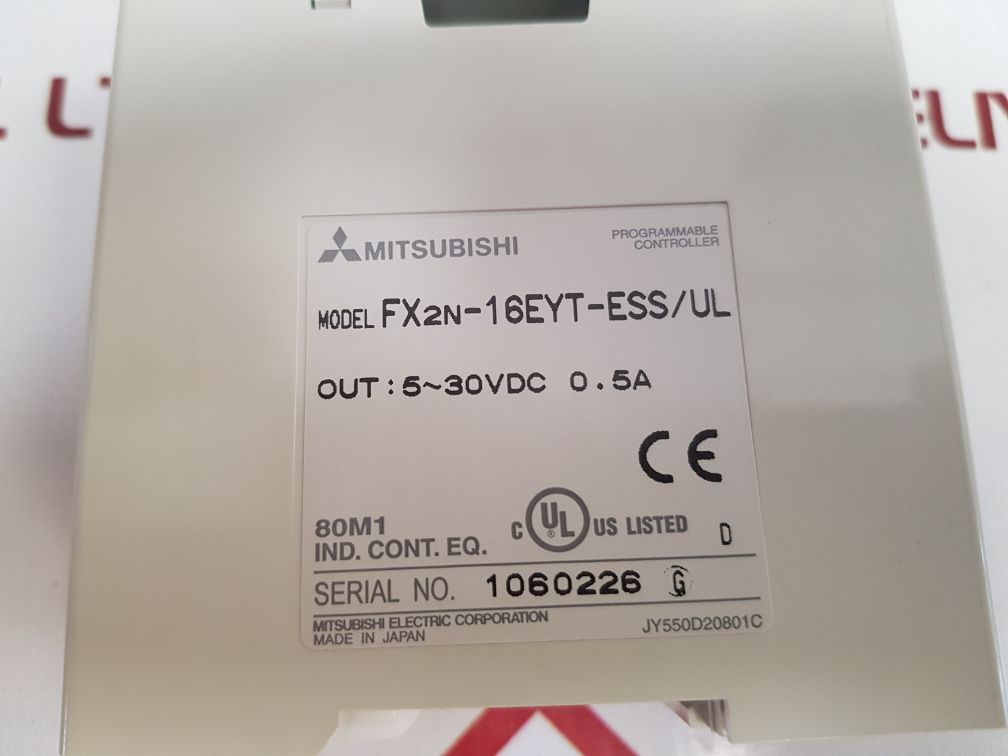 MITSUBISHI
PROGRAMMABLE
CONTROLLER
MODEL FX2N-16EYT-ESS/UL
OUT:5~30VDC 0.5A
CE
80M1
IND. CONT. EQ.
C UL ® US LISTED D
SERIAL NO. 1060226 G
MITSUBISHI ELECTRIC CORPORATION
MADE IN JAPAN
JY550D20801C